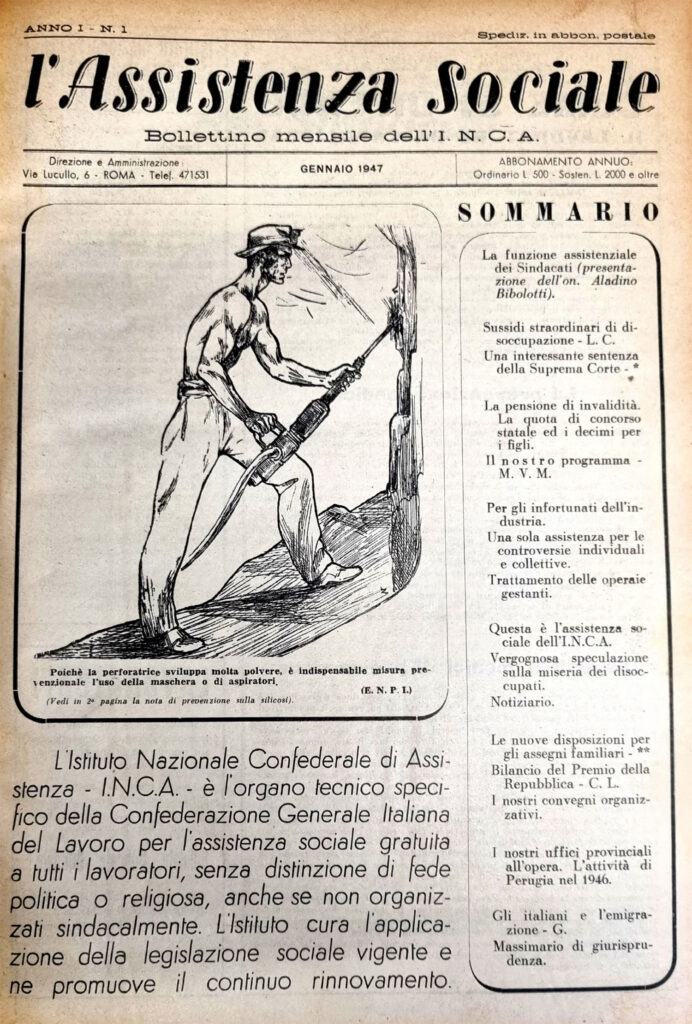 ANNO I - N. 1
Spediz. in abbon. postale
l'Assistenza Sociale
Bollettino mensile dell'I. N. C. A.
Direzione e Amministrazione:
Via Lucullo, 6 - ROMA - Telef. 471531
GENNAIO 1947
ABBONAMENTO ANNUO:
Ordinario L. 500 - Sosten. L. 2000 e oltre
Poichè la perforatrice sviluppa molta polvere, è indispensabile misura pre-
venzionale l'uso della maschera o di aspiratori.
(E. N. P. I.)
(Vedi in 2ª pagina la nota di prevenzione sulla silicosi).
L'Istituto Nazionale Confederale di Assi-
stenza - I.N.C.A. - è l'organo tecnico speci-
fico della Confederazione Generale Italiana
del Lavoro per l'assistenza sociale gratuita
a tutti i lavoratori, senza distinzione di fede
politica o religiosa, anche se non organiz-
zati sindacalmente. L'Istituto cura l'applica-
zione della legislazione sociale vigente e
ne promuove il continuo rinnovamento.
SOMMARIO
La funzione assistenziale
dei Sindacati (presenta-
zione dell'on. Aladino
Bibolotti).
Sussidi straordinari di di-
soccupazione - L. C.
Una interessante sentenza
della Suprema Corte - *
La pensione di invalidità.
La quota di concorso
statale ed i decimi per
i figli.
Il nostro programma -
M. V. M.
Per gli infortunati dell'in-
dustria.
Una sola assistenza per le
controversie individuali
e collettive.
Trattamento delle operaie
gestanti.
Questa è l'assistenza so-
ciale dell'I.N.C.A.
Vergognosa speculazione
sulla miseria dei disoc-
cupati.
Notiziario.
Le nuove disposizioni per
gli assegni familiari - **
Bilancio del Premio della
Repubblica - C. L.
I nostri convegni organiz-
zativi.
I nostri uffici provinciali
all'opera. L'attività di
Perugia nel 1946.
Gli italiani e l'emigra-
zione - G.
Massimario di giurispru-
denza.